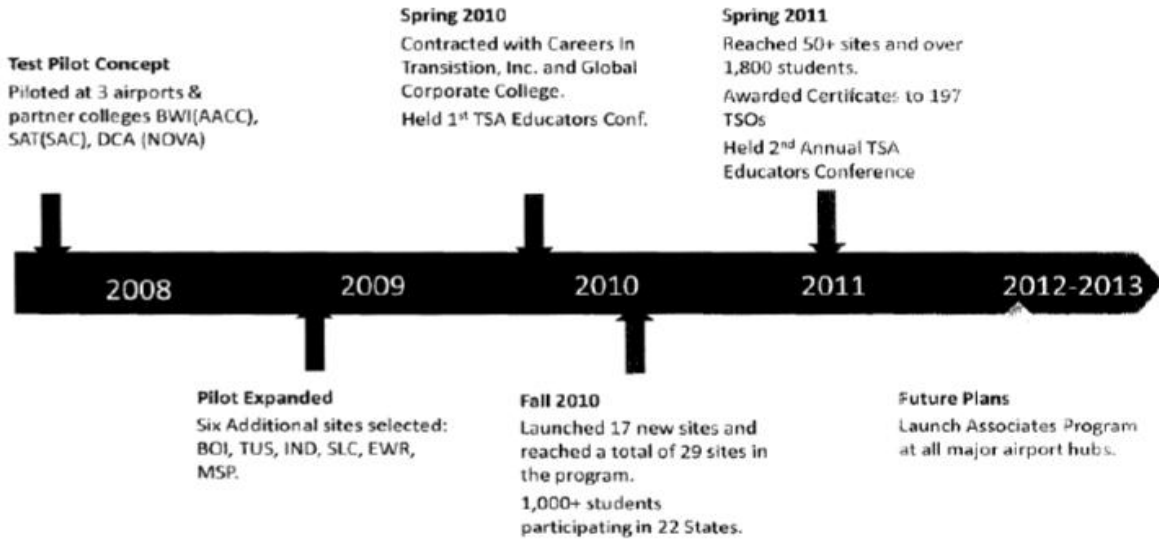 Test Pilot Concept
Piloted at 3 airports &
partner colleges BWI(AACC),
SAT(SAC), DCA (NOVA)
Spring 2010
Contracted with Careers In
Transistion, Inc. and Global
Corporate College.
Held 1st TSA Educators Conf.
Spring 2011
Reached 50+ sites and over
1,800 students.
Awarded Certifcates to 197
TSOs
Held 2nd Annual TSA
Educators Conference
2008
2009
2010
2011
2012-2013
Pilot Expanded
Six Additional sites selected:
BOI, TUS, IND, SLC, EWR,
MSP.
Fall 2010
Launched 17 new sites and
reached a total of 29 sites in
the program.
1,000+ students
participating in 22 States.
Future Plans
Launch Associates Program
at all major airport hubs.